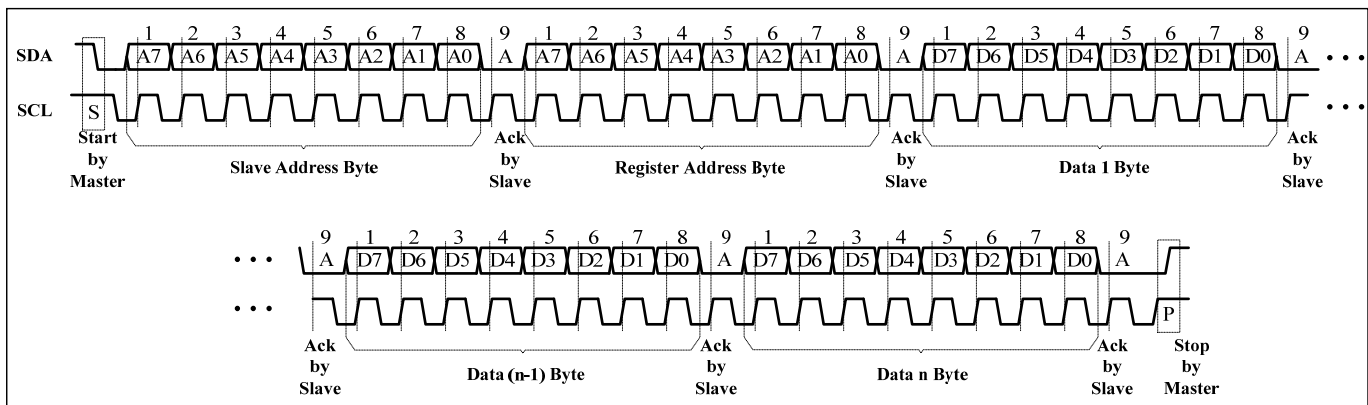 1 2 3 4 5 6 7 8 9 1 2 3 4 5 6 7 8 9 1 2 3 4 5 6 7 8 9
SDA A7 A6 A5 A4 A3 A2 A1 A0 A A7 A6 A5 A4 A3 A2 A1 A0 A D7 D6 D5 D4 D3 D2 D1 D0 A
SCL S
Start by Master
Slave Address Byte
Ack by Slave
Register Address Byte
Ack by Slave
Data 1 Byte
Ack by Slave
9 1 2 3 4 5 6 7 8 9 1 2 3 4 5 6 7 8 9
A D7 D6 D5 D4 D3 D2 D1 D0 A D7 D6 D5 D4 D3 D2 D1 D0 A
P
Ack by Slave
Data (n-1) Byte
Ack by Slave
Data n Byte
Ack by Slave
Stop by Master